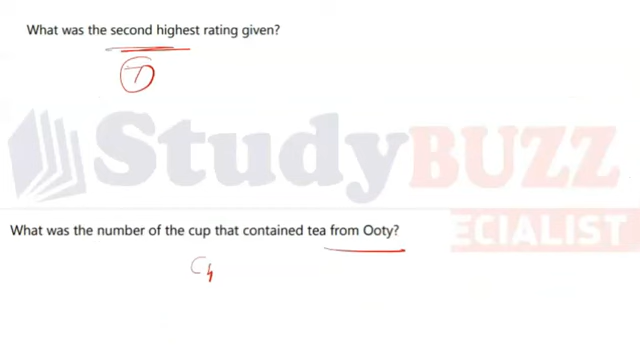 What was the second highest rating given?
7
StudyBUZZ
ECIALIST
What was the number of the cup that contained tea from Ooty?
C4